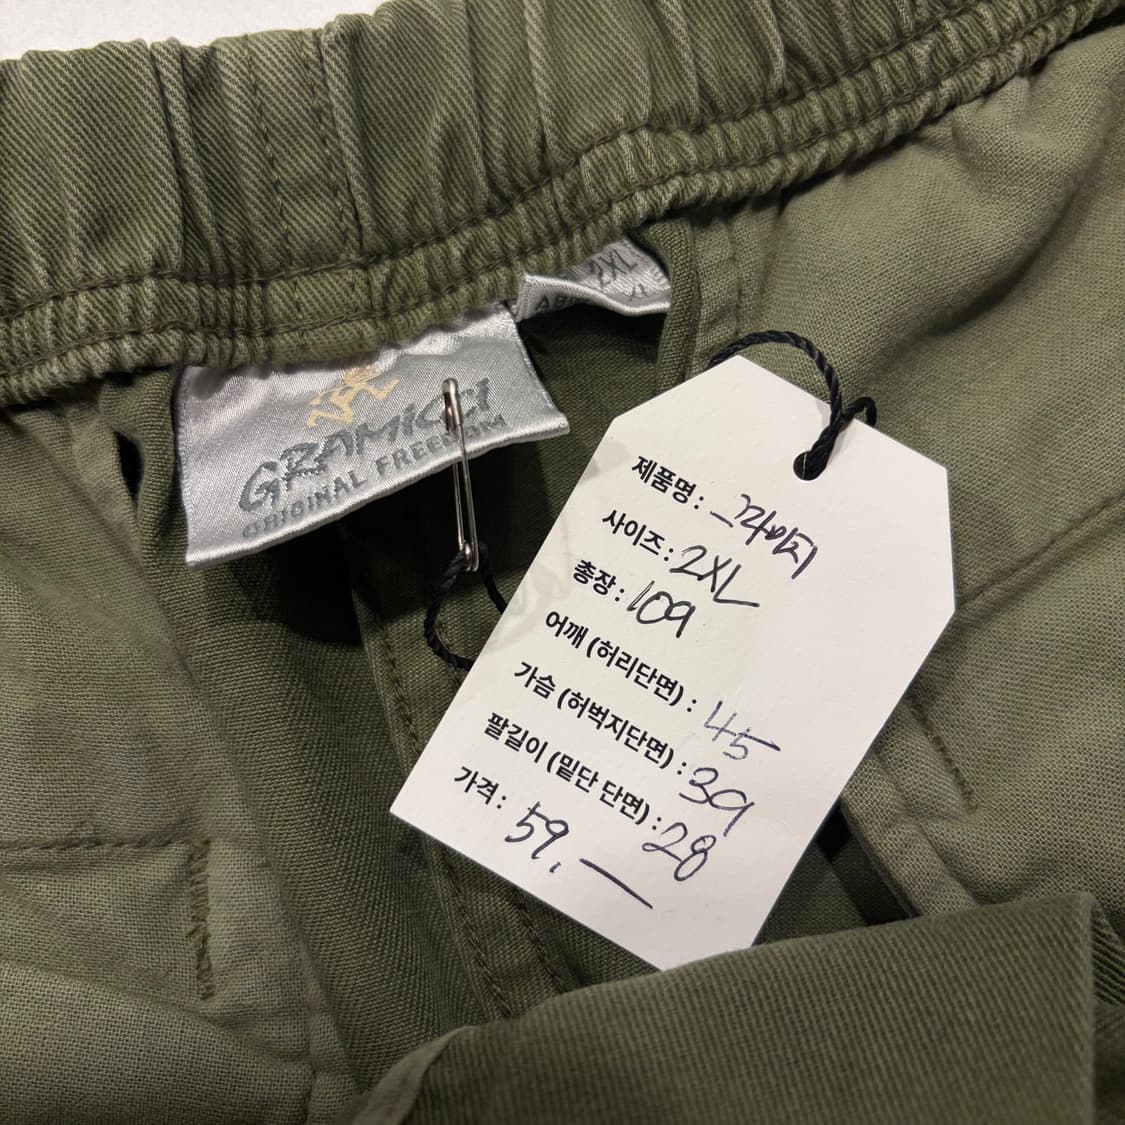 2XL
GRAMiCCi
ORIGINAL FREEDOM
제품명 : 그라미치
사이즈 : 2XL
총장 : 109
어깨 (허리단면) : 45
가슴 (허벅지단면) : 39
팔길이 (밑단 단면) : 28
가격 : 59,—